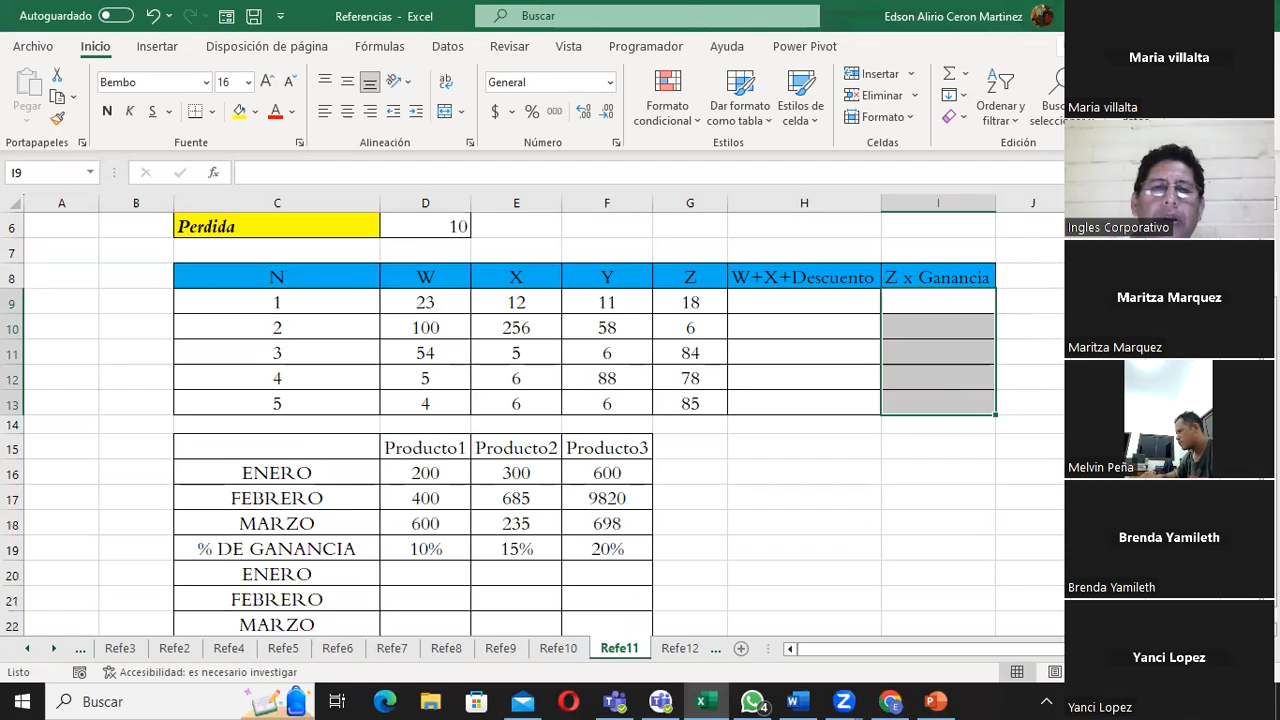 Autoguardado
Referencias - Excel
Buscar
Edson Alirio Ceron Martinez
Archivo Inicio Insertar Disposición de página Fórmulas Datos Revisar Vista Programador Ayuda Power Pivot
Pegar
Bembo 16
N K S
General
$ % 000
Formato condicional
Dar formato como tabla
Estilos de celda
Insertar
Eliminar
Formato
Ordenar y filtrar
Portapapeles Fuente Alineación Número Estilos Celdas Edición
I9
A B C D E F G H I J
6 Perdida 10
7
8 N W X Y Z W+X+Descuento Z x Ganancia
9 1 23 12 11 18
10 2 100 256 58 6
11 3 54 5 6 84
12 4 5 6 88 78
13 5 4 6 6 85
14
15 Producto1 Producto2 Producto3
16 ENERO 200 300 600
17 FEBRERO 400 685 9820
18 MARZO 600 235 698
19 % DE GANANCIA 10% 15% 20%
20 ENERO
21 FEBRERO
22 MARZO
... Refe3 Refe2 Refe4 Refe5 Refe6 Refe7 Refe8 Refe9 Refe10 Refe11 Refe12 ...
Listo Accesibilidad: es necesario investigar
Buscar
4
Maria villalta
Maria villalta
Ingles Corporativo
Maritza Marquez
Maritza Marquez
Melvin Peña
Brenda Yamileth
Brenda Yamileth
Yanci Lopez
Yanci Lopez